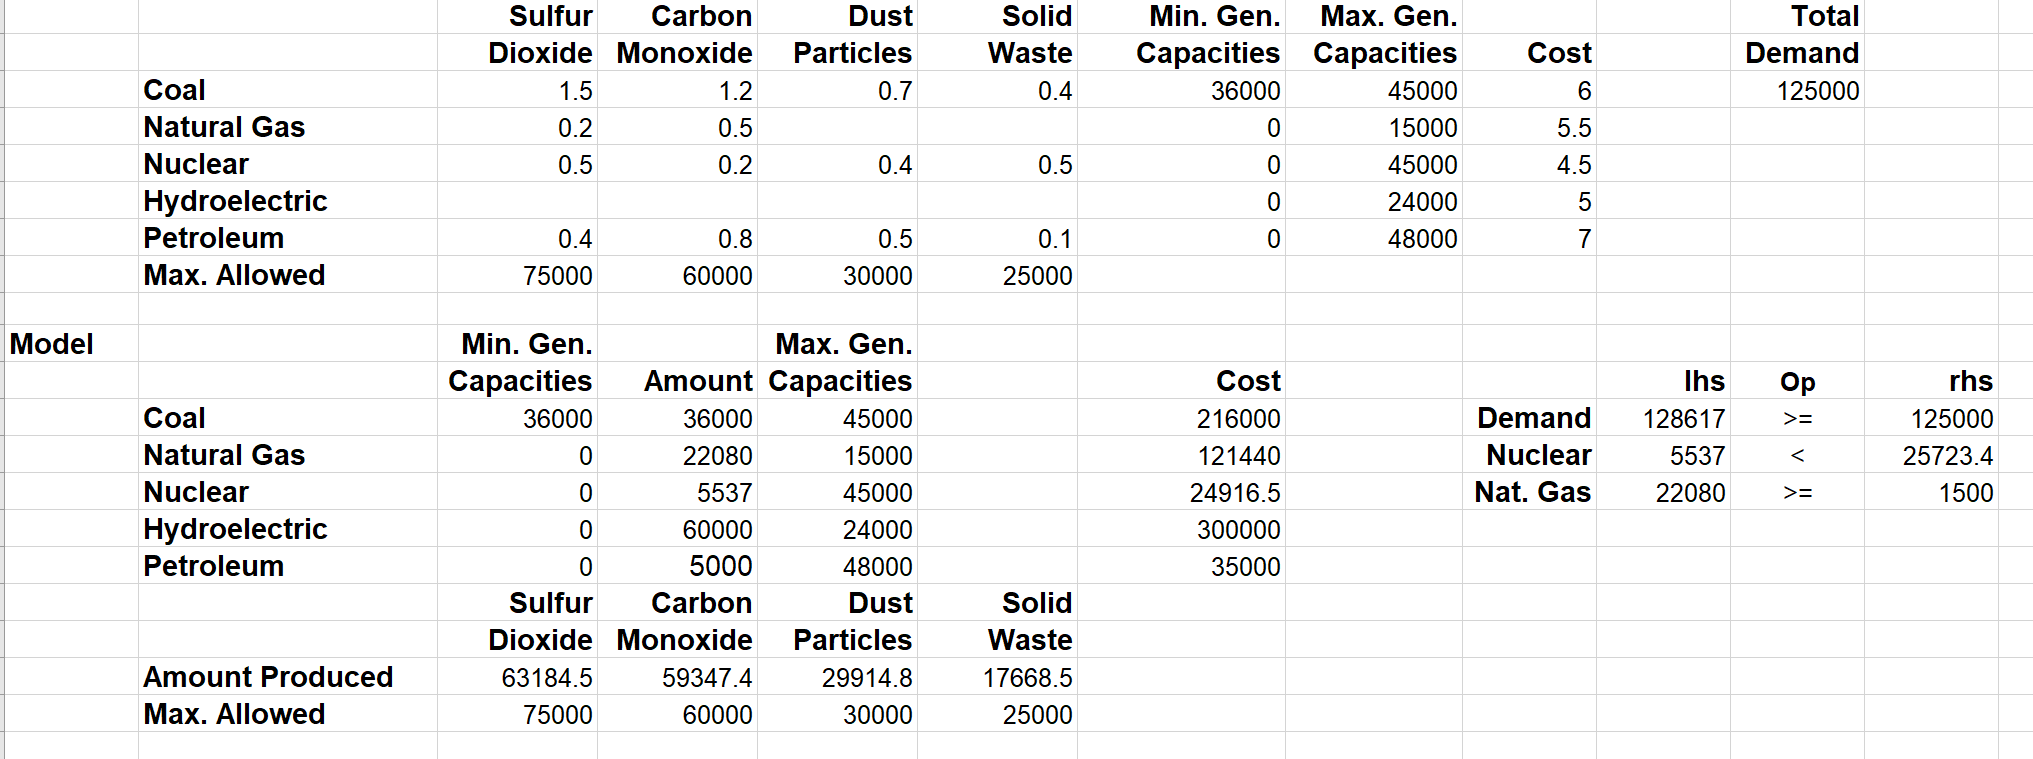 Sulfur Carbon Dust Solid Min. Gen. Max. Gen. Total
Dioxide Monoxide Particles Waste Capacities Capacities Cost Demand
Coal 1.5 1.2 0.7 0.4 36000 45000 6 125000
Natural Gas 0.2 0.5 0 15000 5.5
Nuclear 0.5 0.2 0.4 0.5 0 45000 4.5
Hydroelectric 0 24000 5
Petroleum 0.4 0.8 0.5 0.1 0 48000 7
Max. Allowed 75000 60000 30000 25000
Model Min. Gen. Max. Gen.
Capacities Amount Capacities Cost lhs Op rhs
Coal 36000 36000 45000 216000 Demand 128617 >= 125000
Natural Gas 0 22080 15000 121440 Nuclear 5537 < 25723.4
Nuclear 0 5537 45000 24916.5 Nat. Gas 22080 >= 1500
Hydroelectric 0 60000 24000 300000
Petroleum 0 5000 48000 35000
Sulfur Carbon Dust Solid
Dioxide Monoxide Particles Waste
Amount Produced 63184.5 59347.4 29914.8 17668.5
Max. Allowed 75000 60000 30000 25000